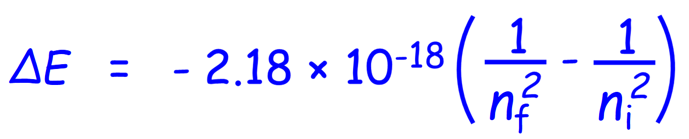 ΔE = - 2.18 × 10⁻¹⁸ (1/n_f² - 1/n_i²)